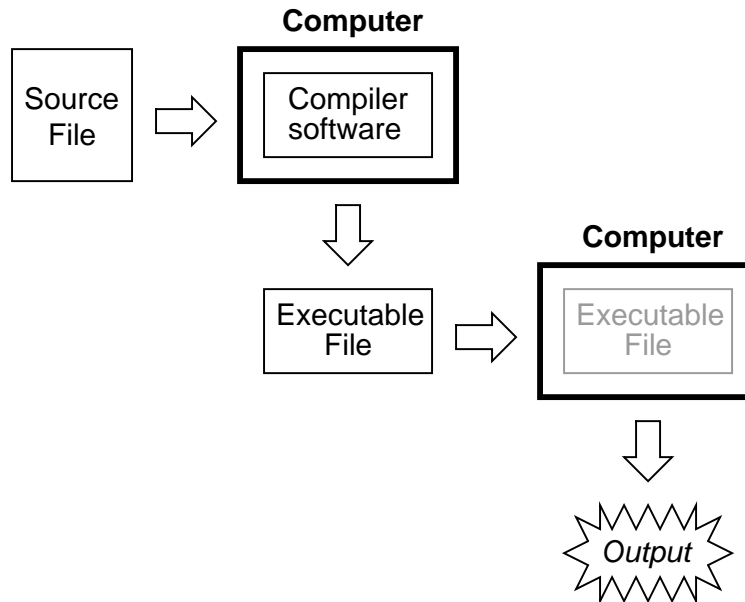 Computer
Source
File
Compiler
software
Computer
Executable
File
Executable
File
Output